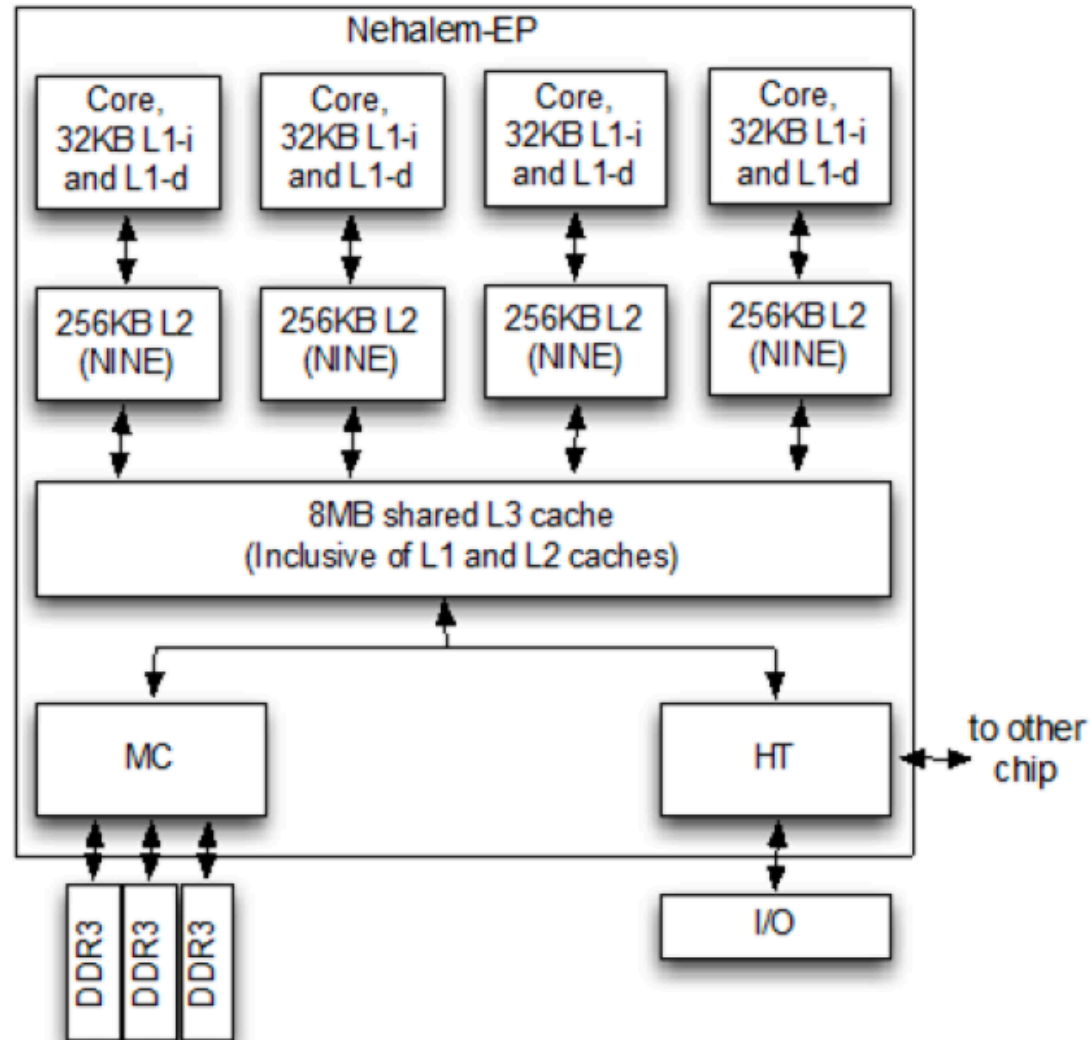 Nehalem-EP
Core,
32KB L1-i
and L1-d
Core,
32KB L1-i
and L1-d
Core,
32KB L1-i
and L1-d
Core,
32KB L1-i
and L1-d
256KB L2
(NINE)
256KB L2
(NINE)
256KB L2
(NINE)
256KB L2
(NINE)
8MB shared L3 cache
(Inclusive of L1 and L2 caches)
MC
HT
to other
chip
DDR3
DDR3
DDR3
I/O